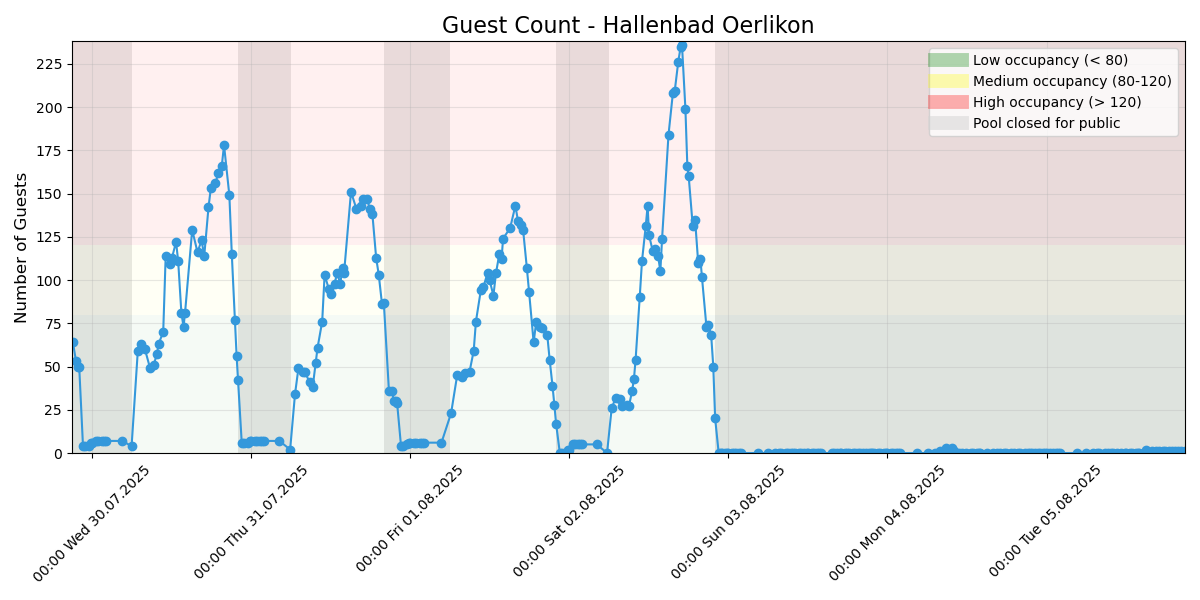 Guest Count - Hallenbad Oerlikon
Number of Guests
225
200
175
150
125
100
75
50
25
0
Low occupancy (< 80)
Medium occupancy (80-120)
High occupancy (> 120)
Pool closed for public
00:00 Wed 30.07.2025
00:00 Thu 31.07.2025
00:00 Fri 01.08.2025
00:00 Sat 02.08.2025
00:00 Sun 03.08.2025
00:00 Mon 04.08.2025
00:00 Tue 05.08.2025